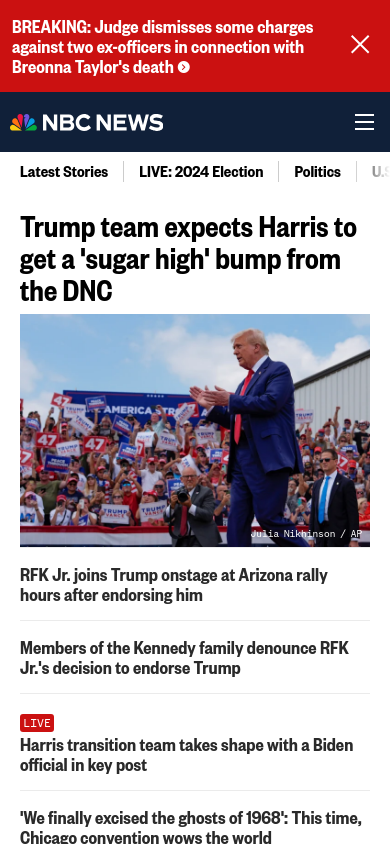 BREAKING: Judge dismisses some charges
against two ex-officers in connection with
Breonna Taylor's death
NBC NEWS
Latest Stories
LIVE: 2024 Election
Politics
U.S
Trump team expects Harris to
get a 'sugar high' bump from
the DNC
AMERICA STRONG
47
47
47
47
Julia Nikhinson / AP
RFK Jr. joins Trump onstage at Arizona rally
hours after endorsing him
Members of the Kennedy family denounce RFK
Jr.'s decision to endorse Trump
LIVE
Harris transition team takes shape with a Biden
official in key post
'We finally excised the ghosts of 1968': This time,
Chicago convention wows the world